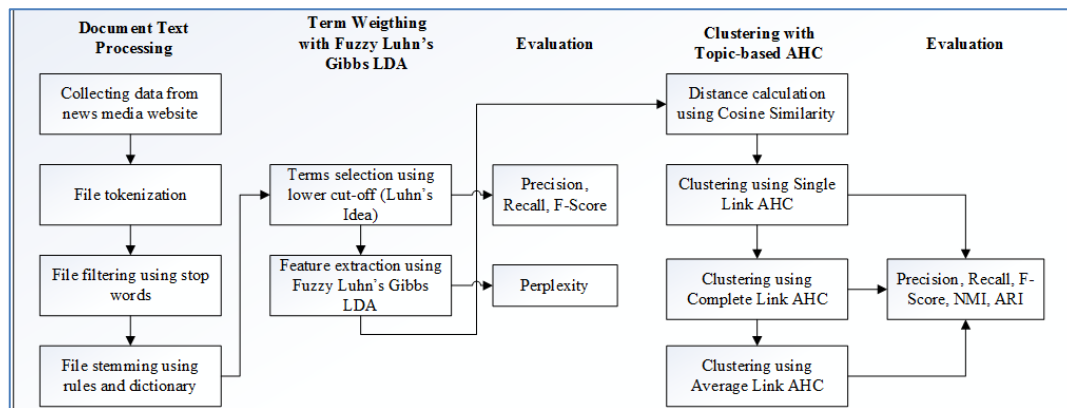 Document Text
Processing
Collecting data from
news media website
File tokenization
File filtering using stop
words
File stemming using
rules and dictionary
Term Weigthing
with Fuzzy Luhn's
Gibbs LDA
Terms selection using
lower cut-off (Luhn's
Idea)
Feature extraction using
Fuzzy Luhn's Gibbs
LDA
Evaluation
Precision,
Recall, F-Score
Perplexity
Clustering with
Topic-based AHC
Distance calculation
using Cosine Similarity
Clustering using Single
Link AHC
Clustering using
Complete Link AHC
Clustering using
Average Link AHC
Evaluation
Precision, Recall, F-
Score, NMI, ARI